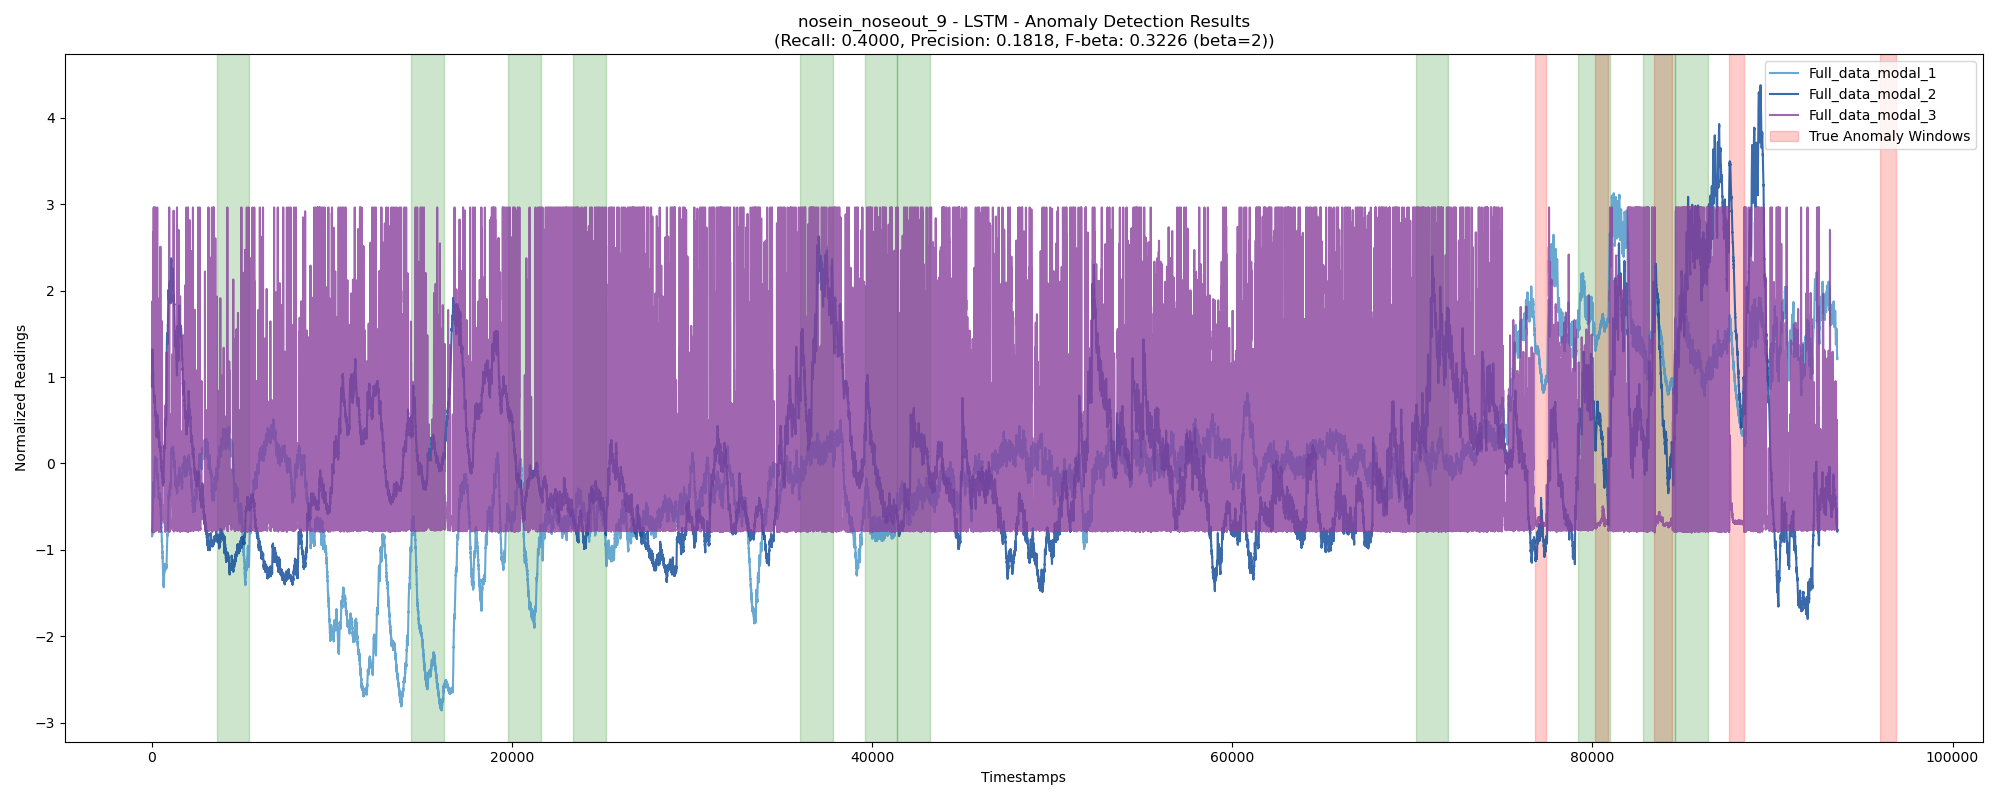 nosein_noseout_9 - LSTM - Anomaly Detection Results
(Recall: 0.4000, Precision: 0.1818, F-beta: 0.3226 (beta=2))
Full_data_modal_1
Full_data_modal_2
Full_data_modal_3
True Anomaly Windows
Normalized Readings
4
3
2
1
0
−1
−2
−3
0
20000
40000
60000
80000
100000
Timestamps